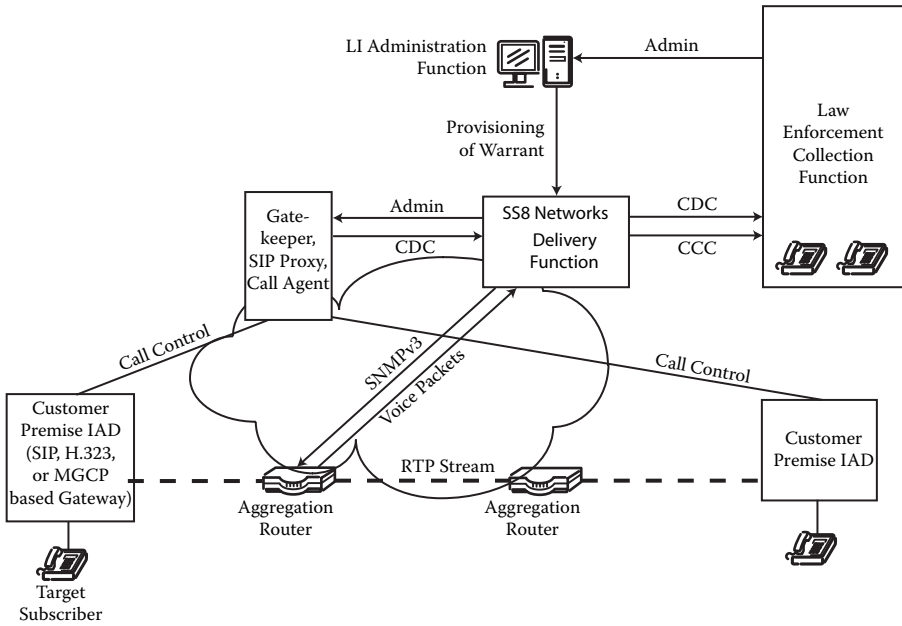 LI Administration
Function
Admin
Law
Enforcement
Collection
Function
Provisioning
of Warrant
Gate-
keeper,
SIP Proxy,
Call Agent
Admin
CDC
SS8 Networks
Delivery
Function
CDC
CCC
Call Control
SNMPv3
Voice Packets
Call Control
Customer
Premise IAD
(SIP, H.323,
or MGCP
based Gateway)
RTP Stream
Customer
Premise IAD
Aggregation
Router
Aggregation
Router
Target
Subscriber